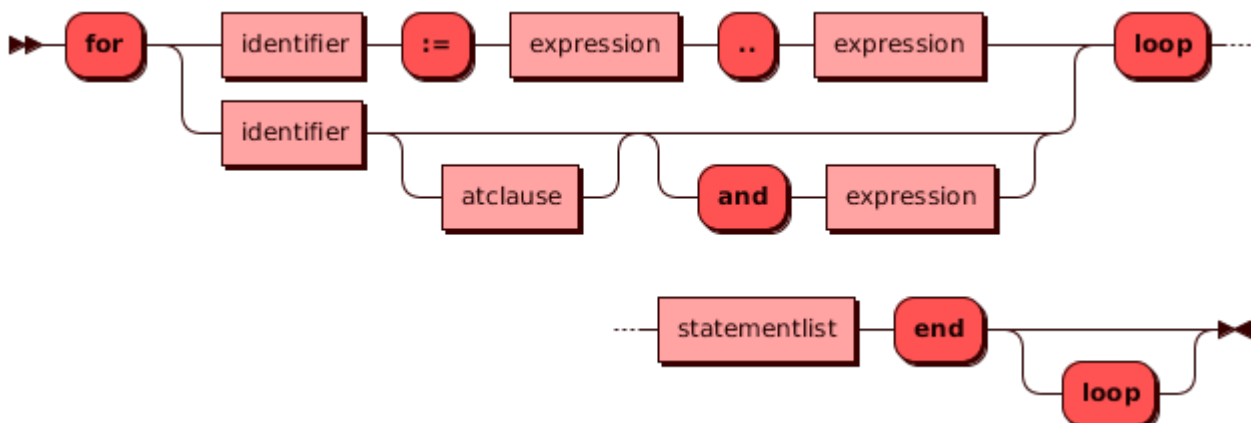 for identifier := expression .. expression loop
identifier
atclause and expression
statementlist end
loop